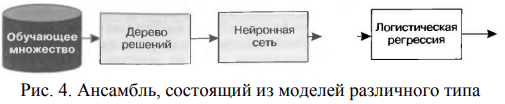 Обучающее
множество
Дерево
решений
Нейронная
сеть
Логистическая
регрессия
Рис. 4. Ансамбль, состоящий из моделей различного типа